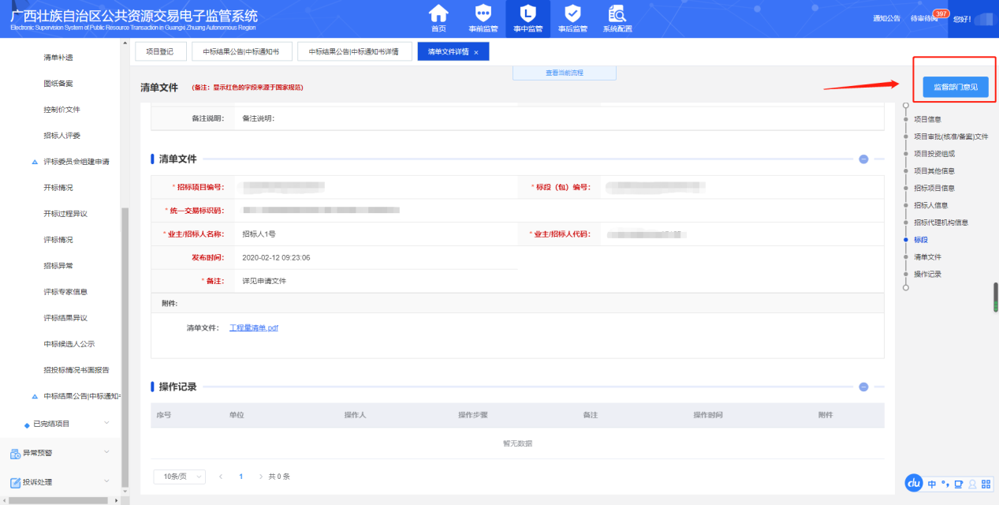 广西壮族自治区公共资源交易电子监管系统
Electronic Supervision System of Public Resource Transaction in Guangxi Zhuang Autonomous Region
首页
事前监管
事中监管
事后监管
系统配置
通知公告
待审待阅
397
您好!
清单补遗
图纸备案
控制价文件
招标人评委
评标委员会组建申请
开标情况
开标过程异议
评标情况
招标异常
评标专家信息
评标结果异议
中标候选人公示
招投标情况书面报告
中标结果公告|中标通知书
已完结项目
异常预警
投诉处理
项目登记
中标结果公告|中标通知书
中标结果公告|中标通知书详情
清单文件详情 ×
查看当前流程
清单文件
(备注：显示红色的字段来源于国家规范)
监督部门意见
备注说明：
备注说明：
清单文件
* 招标项目编号：
* 标段（包）编号：
* 统一交易标识码：
* 业主/招标人名称：
招标人1号
* 业主/招标人代码：
发布时间：
2020-02-12 09:23:06
* 备注：
详见申请文件
附件:
清单文件：
工程量清单.pdf
操作记录
序号 单位 操作人 操作步骤 备注 操作时间 附件
暂无数据
10条/页
1
共 0 条
项目信息
项目审批(核准/备案)文件
项目投资组成
项目其他信息
招标项目信息
招标人信息
招标代理机构信息
标段
清单文件
操作记录
du 中